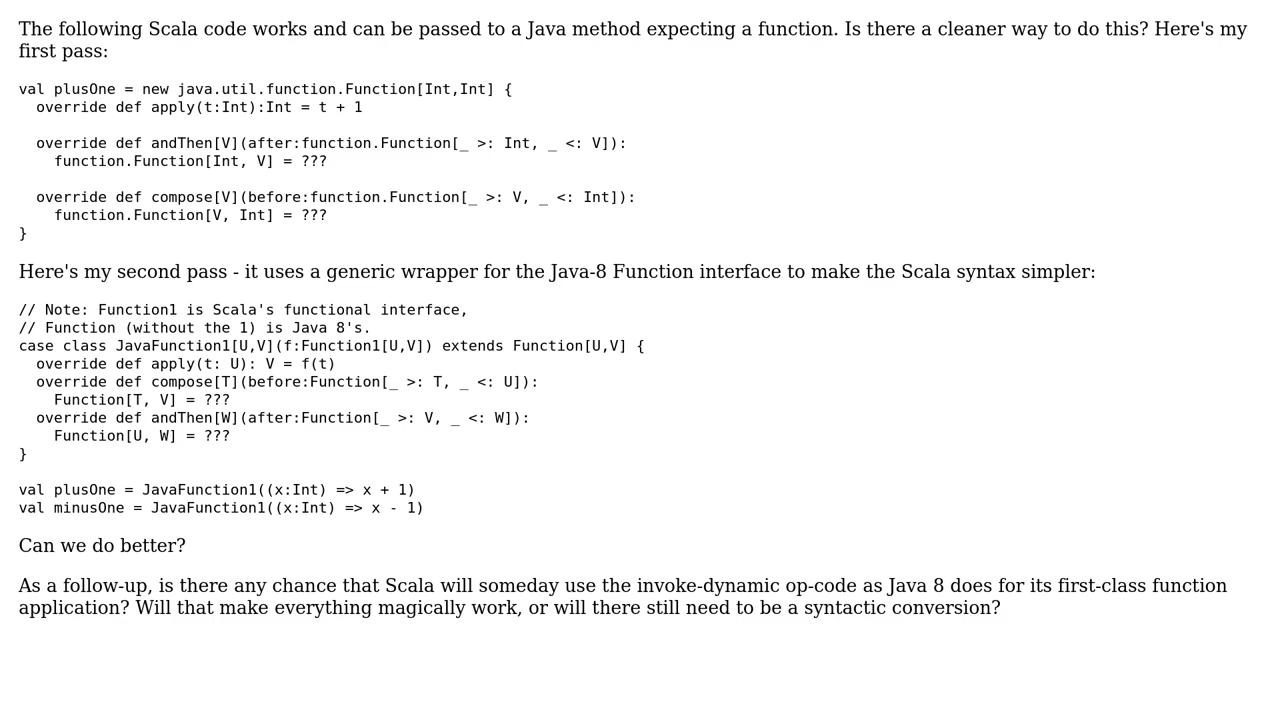 The following Scala code works and can be passed to a Java method expecting a function. Is there a cleaner way to do this? Here's my
first pass:
val plusOne = new java.util.function.Function[Int,Int] {
  override def apply(t:Int):Int = t + 1
  override def andThen[V](after:function.Function[_ >: Int, _ <: V]):
    function.Function[Int, V] = ???
  override def compose[V](before:function.Function[_ >: V, _ <: Int]):
    function.Function[V, Int] = ???
}
Here's my second pass - it uses a generic wrapper for the Java-8 Function interface to make the Scala syntax simpler:
// Note: Function1 is Scala's functional interface,
// Function (without the 1) is Java 8's.
case class JavaFunction1[U,V](f:Function1[U,V]) extends Function[U,V] {
  override def apply(t: U): V = f(t)
  override def compose[T](before:Function[_ >: T, _ <: U]):
    Function[T, V] = ???
  override def andThen[W](after:Function[_ >: V, _ <: W]):
    Function[U, W] = ???
}
val plusOne = JavaFunction1((x:Int) => x + 1)
val minusOne = JavaFunction1((x:Int) => x - 1)
Can we do better?
As a follow-up, is there any chance that Scala will someday use the invoke-dynamic op-code as Java 8 does for its first-class function
application? Will that make everything magically work, or will there still need to be a syntactic conversion?